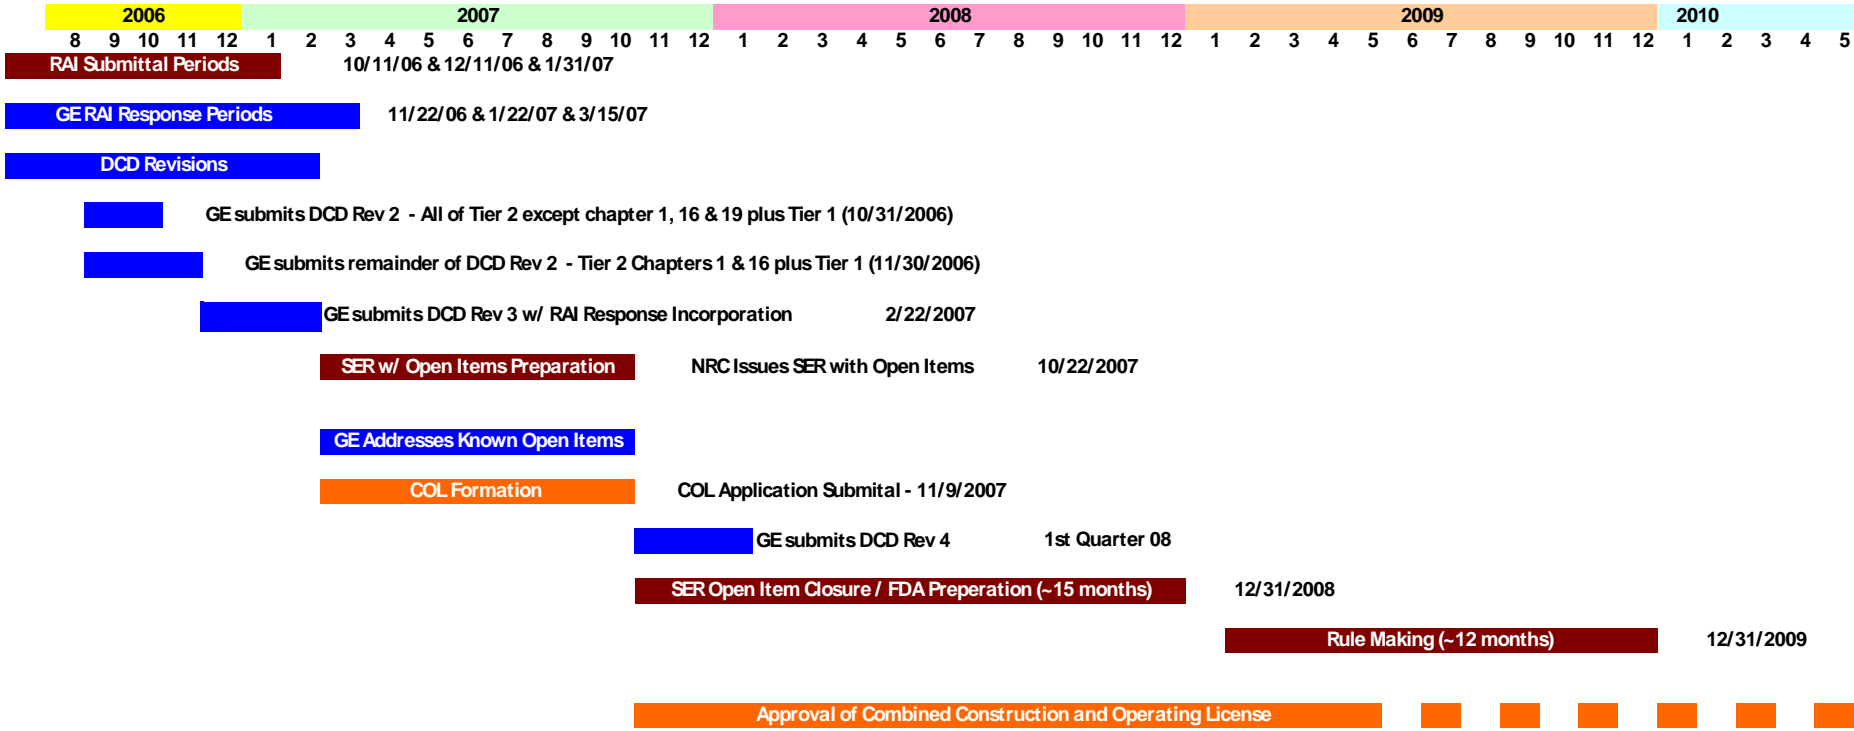 2006 2007 2008 2009 2010
8 9 10 11 12 1 2 3 4 5 6 7 8 9 10 11 12 1 2 3 4 5 6 7 8 9 10 11 12 1 2 3 4 5 6 7 8 9 10 11 12 1 2 3 4 5
RAI Submittal Periods 10/11/06 & 12/11/06 & 1/31/07
GE RAI Response Periods 11/22/06 & 1/22/07 & 3/15/07
DCD Revisions
GE submits DCD Rev 2 - All of Tier 2 except chapter 1, 16 & 19 plus Tier 1 (10/31/2006)
GE submits remainder of DCD Rev 2 - Tier 2 Chapters 1 & 16 plus Tier 1 (11/30/2006)
GE submits DCD Rev 3 w/ RAI Response Incorporation 2/22/2007
SER w/ Open Items Preparation NRC Issues SER with Open Items 10/22/2007
GE Addresses Known Open Items
COL Formation COL Application Submital - 11/9/2007
GE submits DCD Rev 4 1st Quarter 08
SER Open Item Closure / FDA Preperation (~15 months) 12/31/2008
Rule Making (~12 months) 12/31/2009
Approval of Combined Construction and Operating License